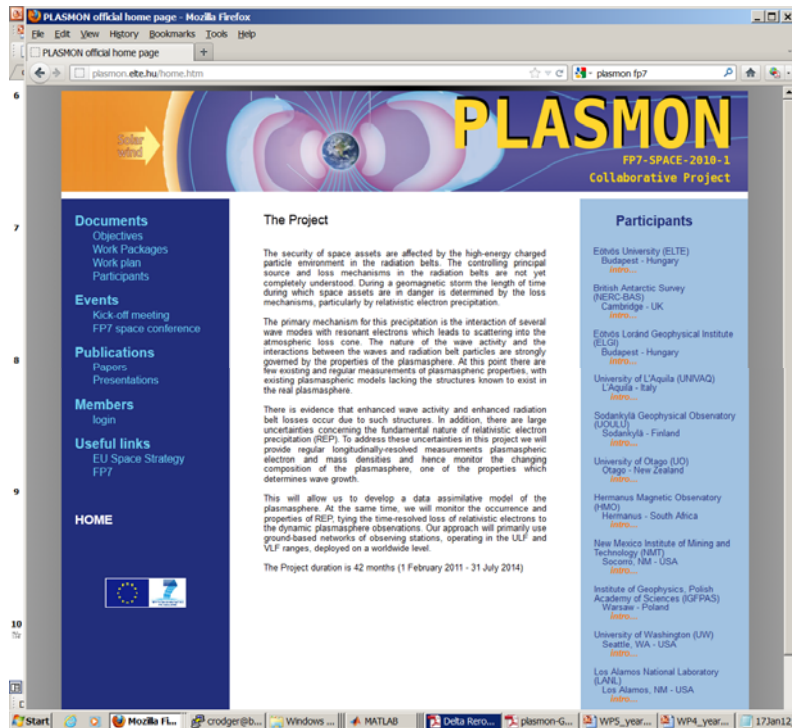 PLASMON official home page - Mozilla Firefox
File Edit View History Bookmarks Tools Help
PLASMON official home page
plasmon.elte.hu/home.htm
plasmon fp7
6
7
8
9
10
Solar
wind
PLASMON
FP7-SPACE-2010-1
Collaborative Project
Documents
Objectives
Work Packages
Work plan
Participants
Events
Kick-off meeting
FP7 space conference
Publications
Papers
Presentations
Members
login
Useful links
EU Space Strategy
FP7
HOME
The Project
The security of space assets are affected by the high-energy charged
particle environment in the radiation belts. The controlling principal
source and loss mechanisms in the radiation belts are not yet
completely understood. During a geomagnetic storm the length of time
during which space assets are in danger is determined by the loss
mechanisms, particularly by relativistic electron precipitation.
The primary mechanism for this precipitation is the interaction of several
wave modes with resonant electrons which leads to scattering into the
atmospheric loss cone. The nature of the wave activity and the
interactions between the waves and radiation belt particles are strongly
governed by the properties of the plasmasphere. At this point there are
few existing and regular measurements of plasmaspheric properties, with
existing plasmaspheric models lacking the structures known to exist in
the real plasmasphere.
There is evidence that enhanced wave activity and enhanced radiation
belt losses occur due to such structures. In addition, there are large
uncertainties concerning the fundamental nature of relativistic electron
precipitation (REP). To address these uncertainties in this project we will
provide regular longitudinally-resolved measurements plasmaspheric
electron and mass densities and hence monitor the changing
composition of the plasmasphere, one of the properties which
determines wave growth.
This will allow us to develop a data assimilative model of the
plasmasphere. At the same time, we will monitor the occurrence and
properties of REP, tying the time-resolved loss of relativistic electrons to
the dynamic plasmasphere observations. Our approach will primarily use
ground-based networks of observing stations, operating in the ULF and
VLF ranges, deployed on a worldwide level.
The Project duration is 42 months (1 February 2011 - 31 July 2014)
Participants
Eötvös University (ELTE)
Budapest - Hungary
intro...
British Antarctic Survey
(NERC-BAS)
Cambridge - UK
intro...
Eötvös Loránd Geophysical Institute
(ELGI)
Budapest - Hungary
intro...
University of L'Aquila (UNIVAQ)
L'Aquila - Italy
intro...
Sodankylä Geophysical Observatory
(UOULU)
Sodankylä - Finland
intro...
University of Otago (UO)
Otago - New Zealand
intro...
Hermanus Magnetic Observatory
(HMO)
Hermanus - South Africa
intro...
New Mexico Institute of Mining and
Technology (NMT)
Socorro, NM - USA
intro...
Institute of Geophysics, Polish
Academy of Sciences (IGFPAS)
Warsaw - Poland
intro...
University of Washington (UW)
Seattle, WA - USA
intro...
Los Alamos National Laboratory
(LANL)
Los Alamos, NM - USA
intro...
Start
Mozilla Fi...
crodger@b...
Windows ...
MATLAB
Delta Rero...
plasmon-G...
WP5_year...
WP4_year...
17Jan12